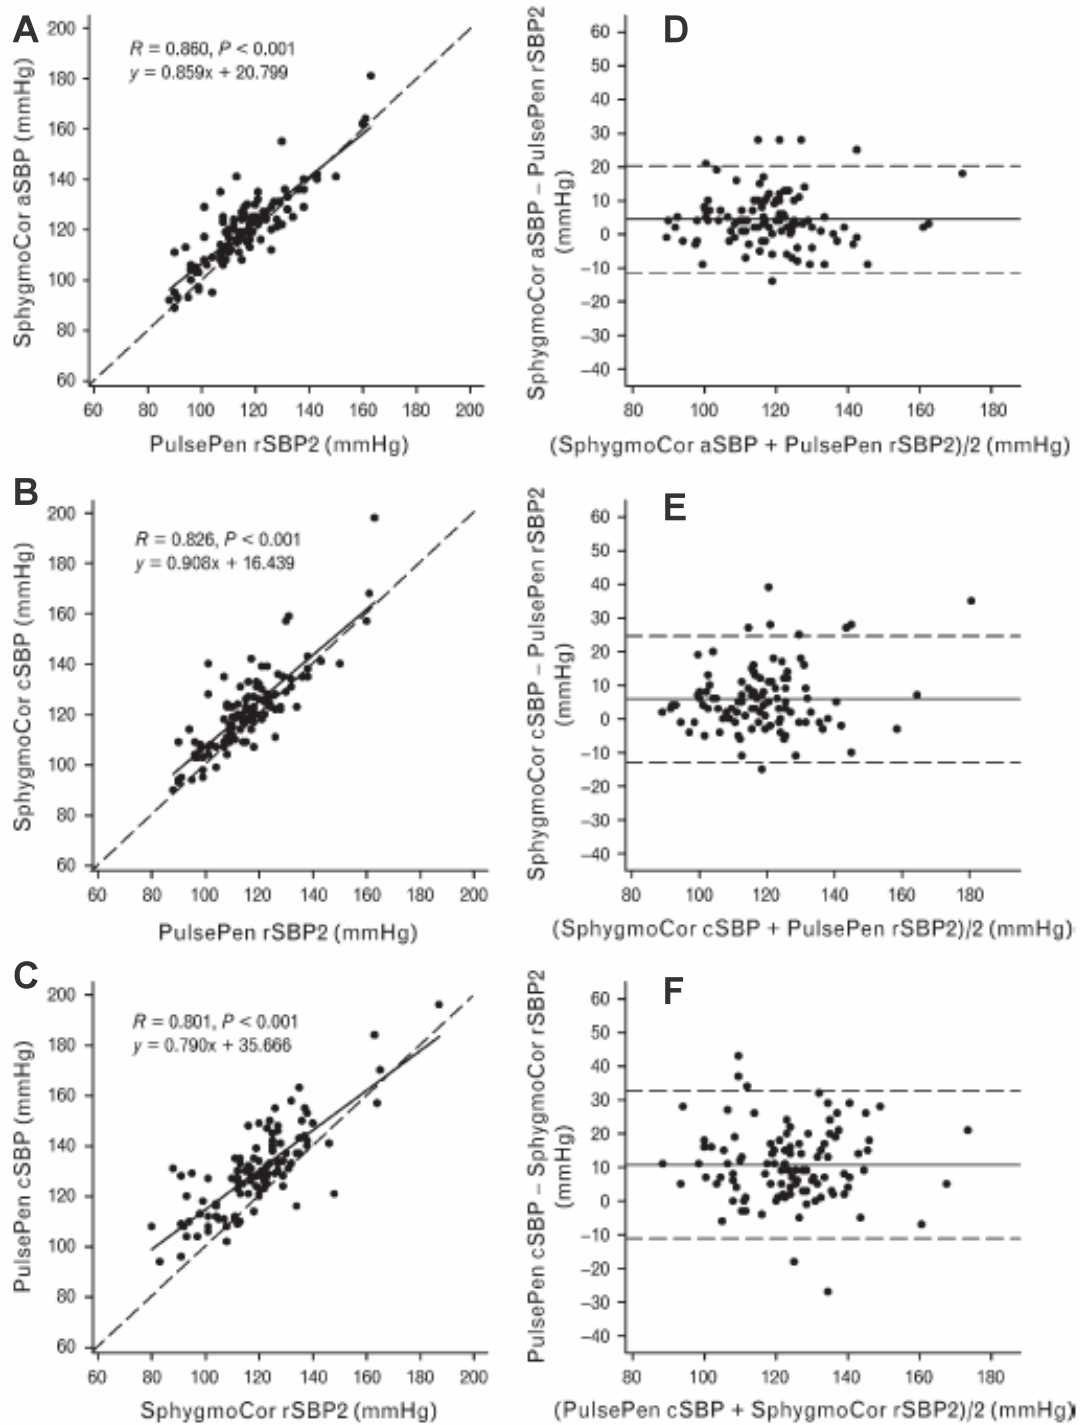 A
R = 0.860, P < 0.001
y = 0.859x + 20.799
SphygmoCor aSBP (mmHg)
200
180
160
140
120
100
80
60
60 80 100 120 140 160 180 200
PulsePen rSBP2 (mmHg)
D
SphygmoCor aSBP – PulsePen rSBP2
(mmHg)
60
50
40
30
20
10
0
–10
–20
–30
–40
80 100 120 140 160 180
(SphygmoCor aSBP + PulsePen rSBP2)/2 (mmHg)
B
R = 0.826, P < 0.001
y = 0.908x + 16.439
SphygmoCor cSBP (mmHg)
200
180
160
140
120
100
80
60
60 80 100 120 140 160 180 200
PulsePen rSBP2 (mmHg)
E
SphygmoCor cSBP – PulsePen rSBP2
(mmHg)
60
50
40
30
20
10
0
–10
–20
–30
–40
80 100 120 140 160 180
(SphygmoCor cSBP + PulsePen rSBP2)/2 (mmHg)
C
R = 0.801, P < 0.001
y = 0.790x + 35.666
PulsePen cSBP (mmHg)
200
180
160
140
120
100
80
60
60 80 100 120 140 160 180 200
SphygmoCor rSBP2 (mmHg)
F
PulsePen cSBP – SphygmoCor rSBP2
(mmHg)
60
50
40
30
20
10
0
–10
–20
–30
–40
80 100 120 140 160 180
(PulsePen cSBP + SphygmoCor rSBP2)/2 (mmHg)